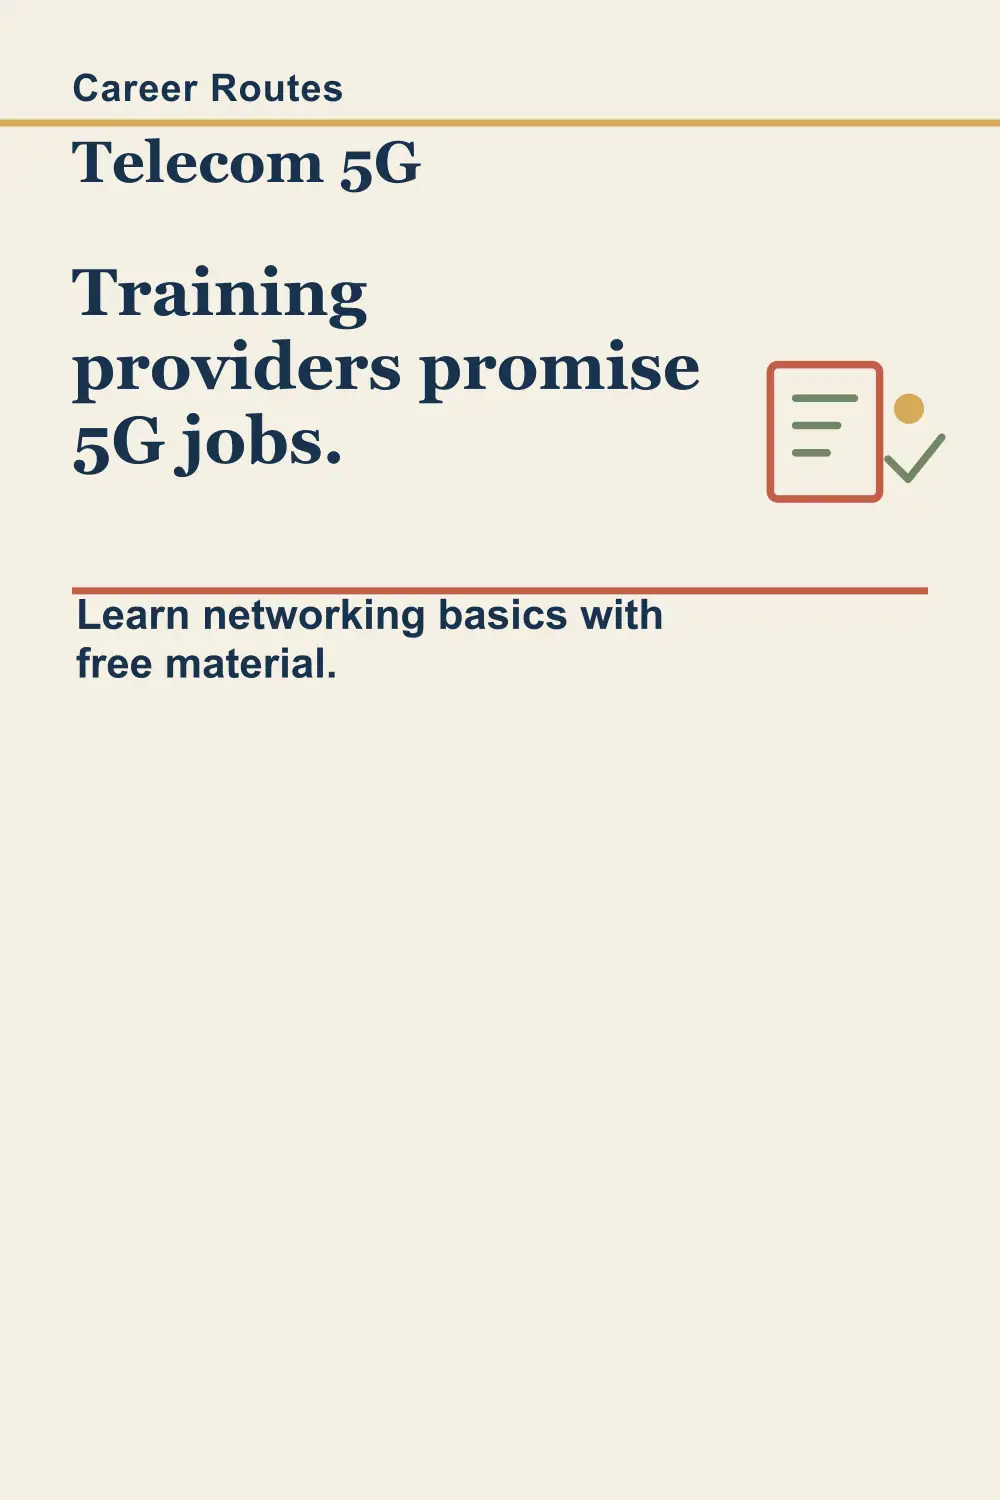 Career Routes
Telecom 5G
Training
providers promise
5G jobs.
Learn networking basics with
free material.